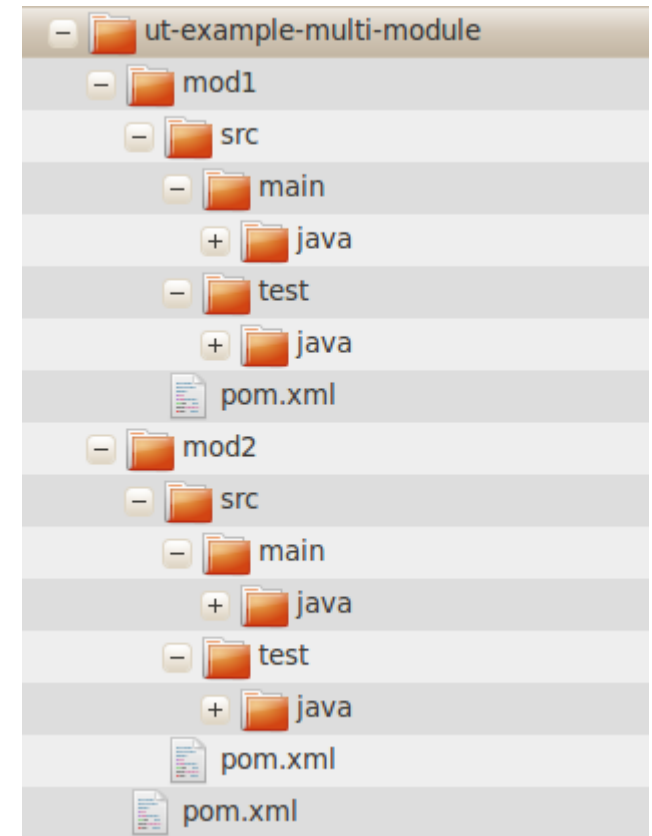 ut-example-multi-module
mod1
src
main
java
test
java
pom.xml
mod2
src
main
java
test
java
pom.xml
pom.xml